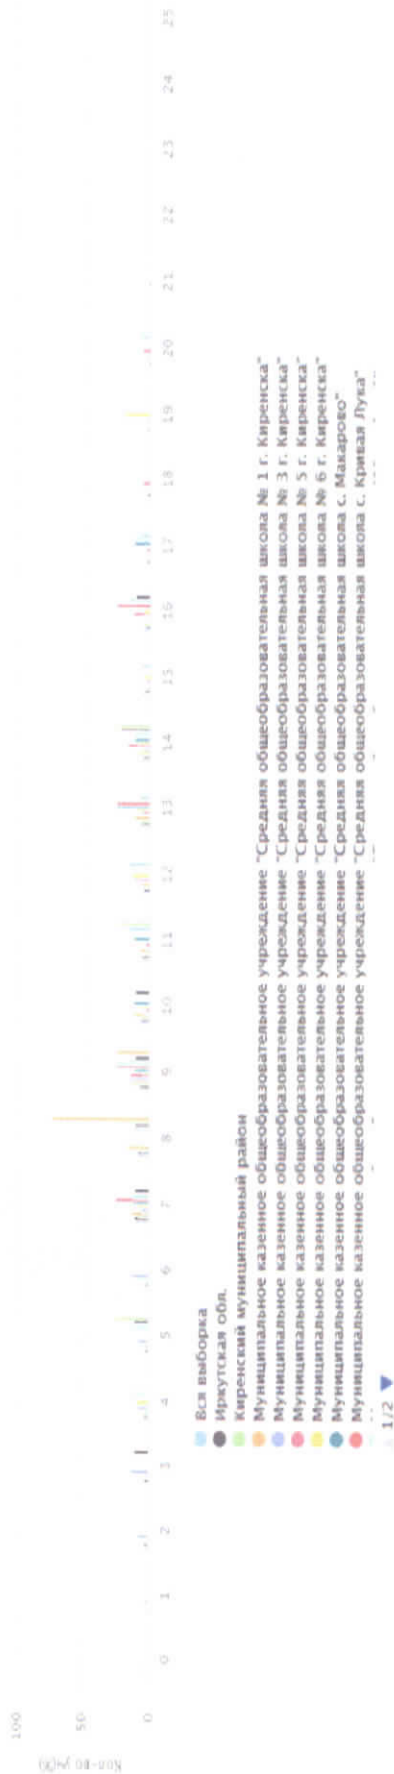 Кол-во уч(%)
100
50
0
0 1 2 3 4 5 6 7 8 9 10 11 12 13 14 15 16 17 18 19 20 21 22 23 24 25
Вся выборка
Иркутская обл.
Киренский муниципальный район
Муниципальное казенное общеобразовательное учреждение "Средняя общеобразовательная школа № 1 г. Киренска"
Муниципальное казенное общеобразовательное учреждение "Средняя общеобразовательная школа № 3 г. Киренска"
Муниципальное казенное общеобразовательное учреждение "Средняя общеобразовательная школа № 5 г. Киренска"
Муниципальное казенное общеобразовательное учреждение "Средняя общеобразовательная школа № 6 г. Киренска"
Муниципальное казенное общеобразовательное учреждение "Средняя общеобразовательная школа с. Макарово"
Муниципальное казенное общеобразовательное учреждение "Средняя общеобразовательная школа с. Кривая Лука"
1/2